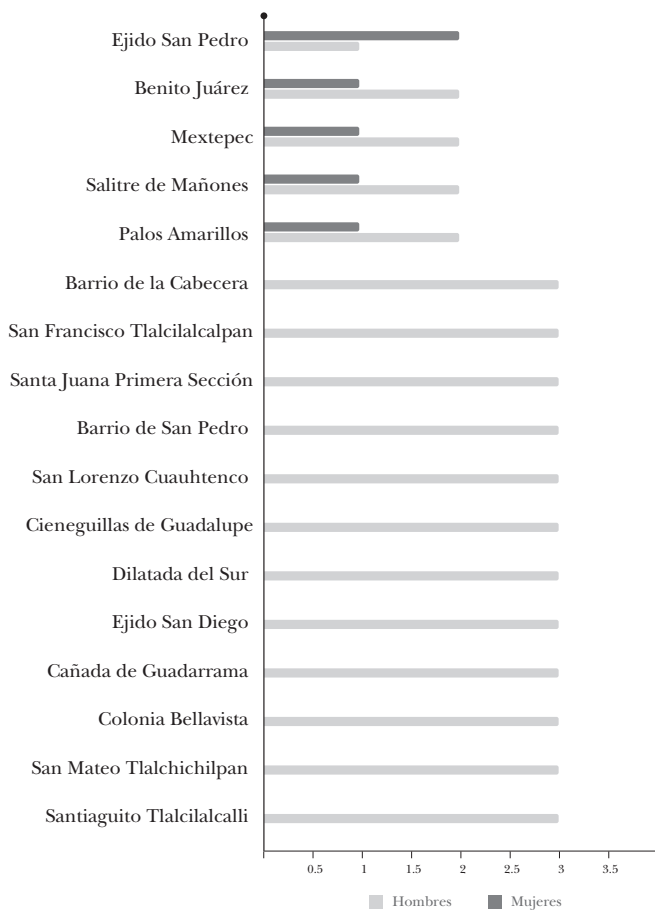 Ejido San Pedro
Benito Juárez
Mextepec
Salitre de Mañones
Palos Amarillos
Barrio de la Cabecera
San Francisco Tlalcilalcalpan
Santa Juana Primera Sección
Barrio de San Pedro
San Lorenzo Cuauhtenco
Cieneguillas de Guadalupe
Dilatada del Sur
Ejido San Diego
Cañada de Guadarrama
Colonia Bellavista
San Mateo Tlalchichilpan
Santiaguito Tlalcilalcalli
0.5 1 1.5 2 2.5 3 3.5
Hombres Mujeres